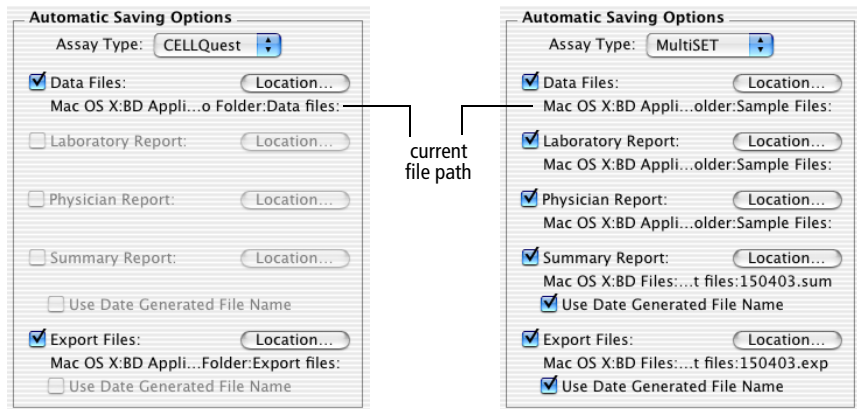 Automatic Saving Options
Assay Type: CELLQuest
Data Files: Location...
Mac OS X:BD Appli...o Folder:Data files:
Laboratory Report: Location...
Physician Report: Location...
Summary Report: Location...
Use Date Generated File Name
Export Files: Location...
Mac OS X:BD Appli...Folder:Export files:
Use Date Generated File Name
current
file path
Automatic Saving Options
Assay Type: MultiSET
Data Files: Location...
Mac OS X:BD Appli...older:Sample Files:
Laboratory Report: Location...
Mac OS X:BD Appli...older:Sample Files:
Physician Report: Location...
Mac OS X:BD Appli...older:Sample Files:
Summary Report: Location...
Mac OS X:BD Files:...t files:150403.sum
Use Date Generated File Name
Export Files: Location...
Mac OS X:BD Files:...t files:150403.exp
Use Date Generated File Name